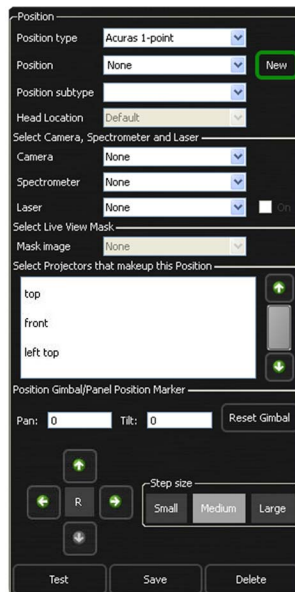 Position
Position type Acuras 1-point
Position None New
Position subtype
Head Location Default
Select Camera, Spectrometer and Laser
Camera None
Spectrometer None
Laser None On
Select Live View Mask
Mask image None
Select Projectors that makeup this Position
top
front
left top
Position Gimbal/Panel Position Marker
Pan: 0 Tilt: 0 Reset Gimbal
Step size
R Small Medium Large
Test Save Delete